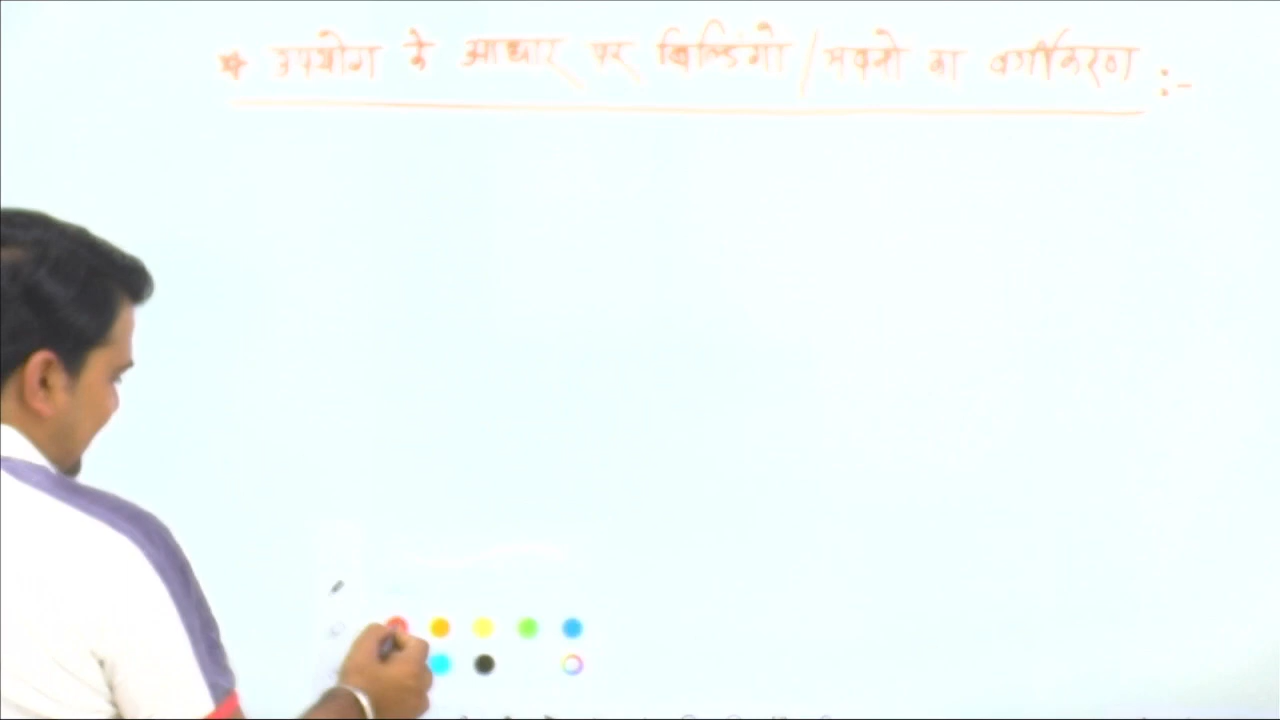 * उपयोग के आधार पर बिल्डिंगो / भवनो का वर्गीकरण :-